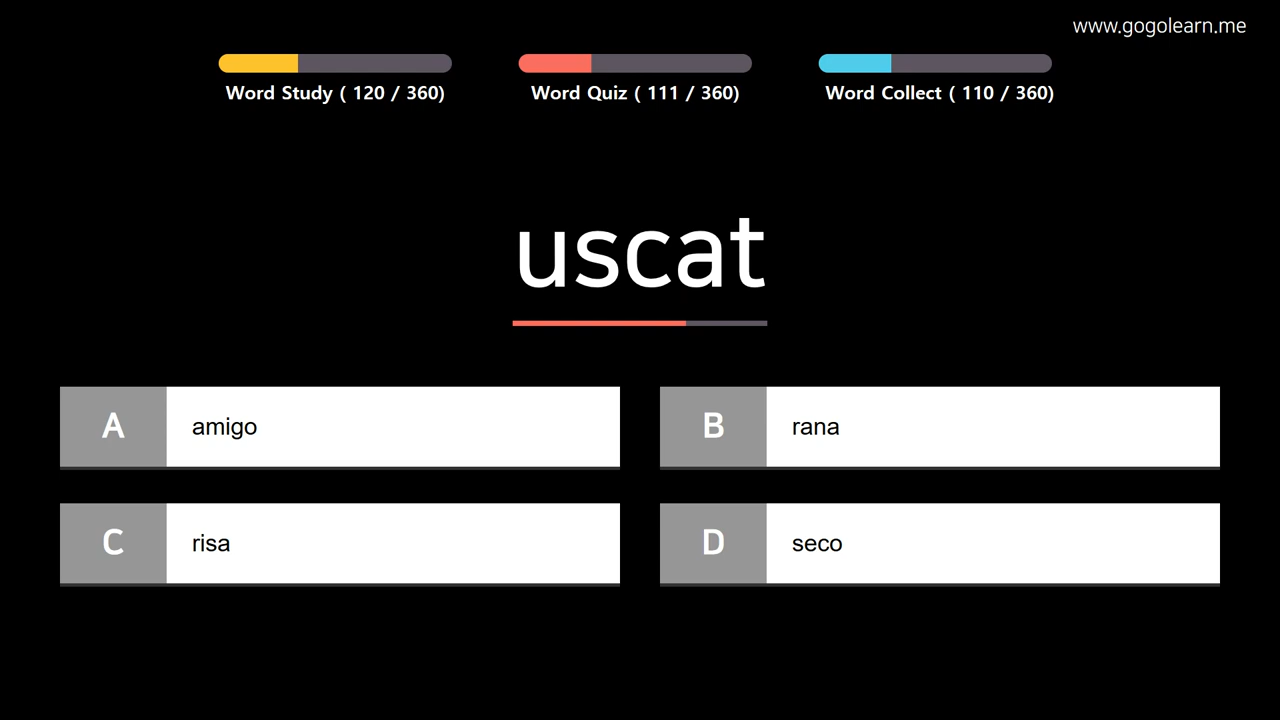 www.gogolearn.me
Word Study ( 120 / 360)
Word Quiz ( 111 / 360)
Word Collect ( 110 / 360)
uscat
A
amigo
B
rana
C
risa
D
seco